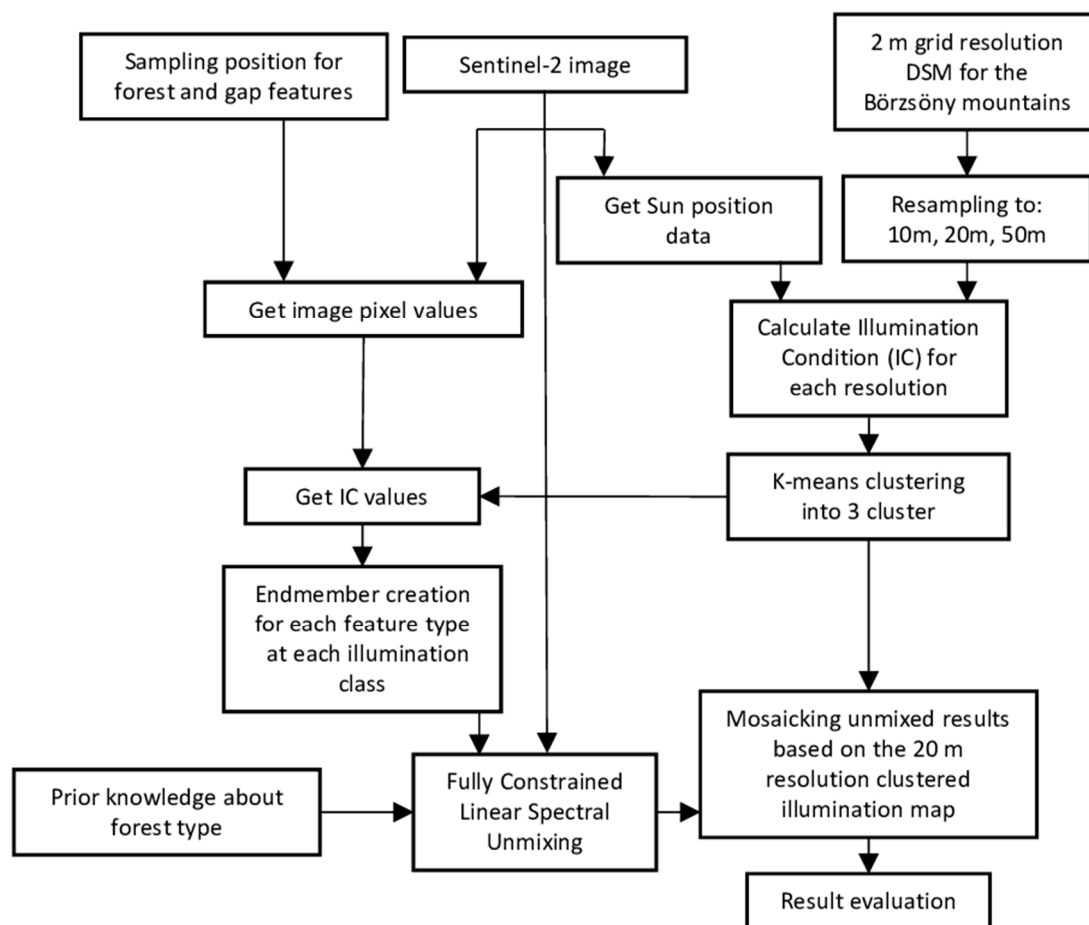 Sampling position for
forest and gap features
Sentinel-2 image
2 m grid resolution
DSM for the
Börzsöny mountains
Get Sun position
data
Resampling to:
10m, 20m, 50m
Get image pixel values
Calculate Illumination
Condition (IC) for
each resolution
Get IC values
K-means clustering
into 3 cluster
Endmember creation
for each feature type
at each illumination
class
Mosaicking unmixed results
based on the 20 m
resolution clustered
illumination map
Prior knowledge about
forest type
Fully Constrained
Linear Spectral
Unmixing
Result evaluation